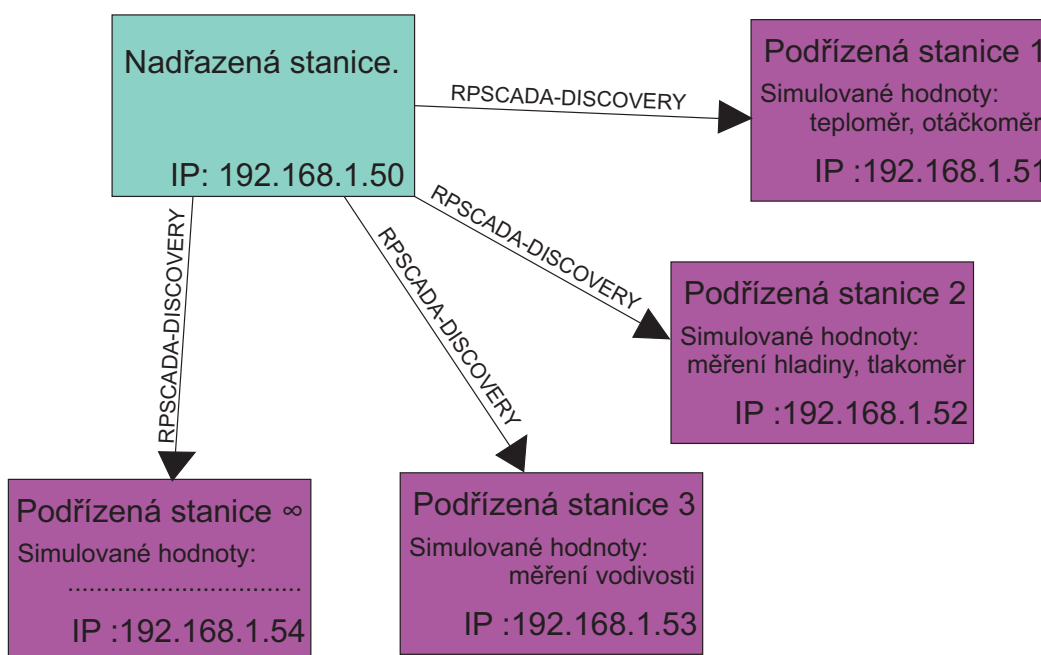 Nadřazená stanice.
IP: 192.168.1.50
RPSCADA-DISCOVERY
Podřízená stanice 1
Simulované hodnoty:
teploměr, otáčkoměr
IP :192.168.1.51
RPSCADA-DISCOVERY
Podřízená stanice 2
Simulované hodnoty:
měření hladiny, tlakoměr
IP :192.168.1.52
RPSCADA-DISCOVERY
Podřízená stanice 3
Simulované hodnoty:
měření vodivosti
IP :192.168.1.53
RPSCADA-DISCOVERY
Podřízená stanice ∞
Simulované hodnoty:
.................................
IP :192.168.1.54